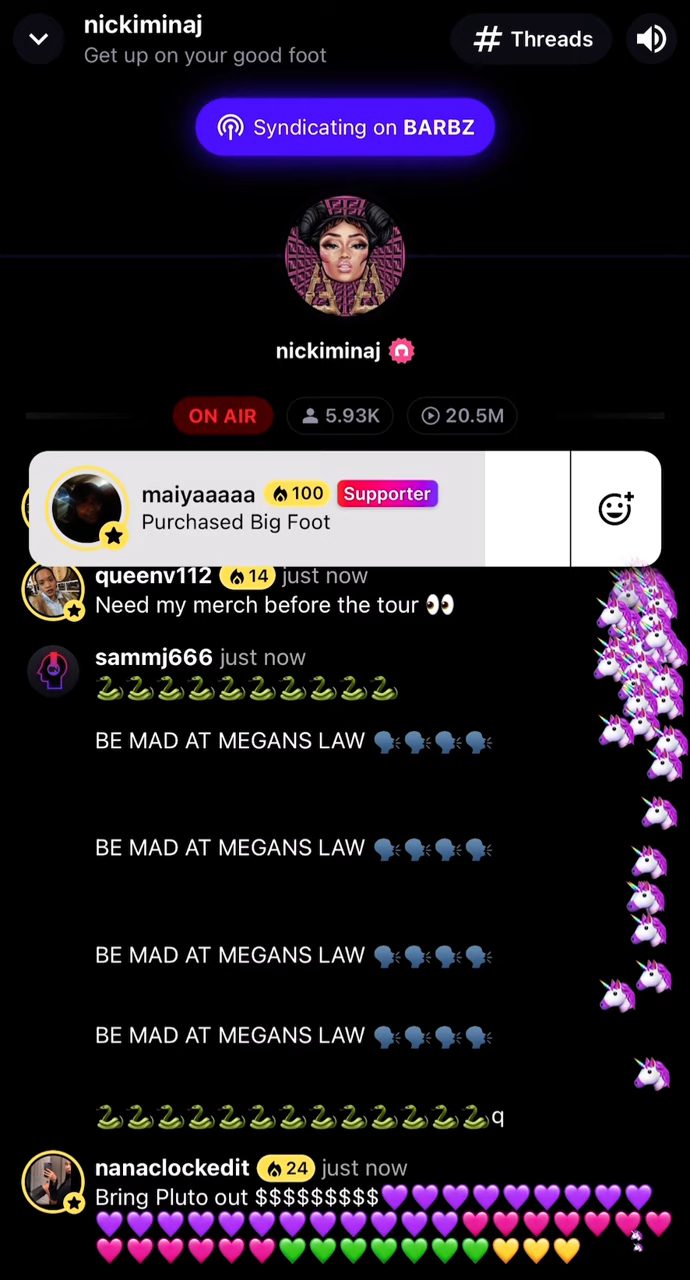 nickiminaj
Get up on your good foot
# Threads
Syndicating on BARBZ
nickiminaj
ON AIR
5.93K
20.5M
maiyaaaaa 🔥100 Supporter
Purchased Big Foot
queenv112 🔥14 just now
Need my merch before the tour 👀
sammj666 just now
🐍🐍🐍🐍🐍🐍🐍🐍🐍🐍
BE MAD AT MEGANS LAW 🗣🗣🗣🗣
BE MAD AT MEGANS LAW 🗣🗣🗣🗣
BE MAD AT MEGANS LAW 🗣🗣🗣🗣
BE MAD AT MEGANS LAW 🗣🗣🗣🗣
🐍🐍🐍🐍🐍🐍🐍🐍🐍🐍🐍🐍🐍q
nanaclockedit 🔥24 just now
Bring Pluto out $$$$$$$$$💜💜💜💜💜💜💜💜💜
💜💜💜💜💜💜💜💜💜💜💜💜💗💗💗💗💗💗💗
💗💗💗💗💗💗💚💚💚💚💚💚💚💛💛💛